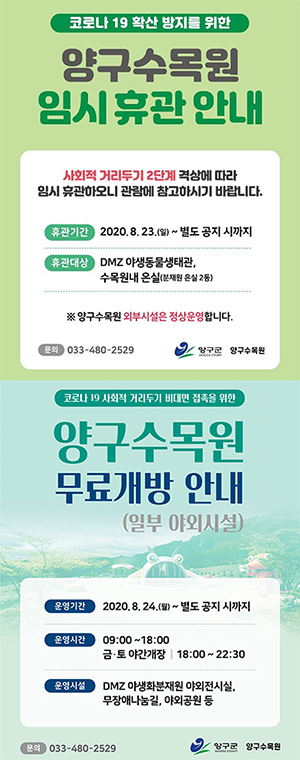 코로나 19 확산 방지를 위한
양구수목원
임시 휴관 안내
사회적 거리두기 2단계 격상에 따라
임시 휴관하오니 관람에 참고하시기 바랍니다.
휴관기간 2020. 8. 23.(일) ~ 별도 공지 시까지
휴관대상 DMZ 야생동물생태관,
수목원내 온실(분재원 온실 2동)
※ 양구수목원 외부시설은 정상운영합니다.
문의 033-480-2529 양구군 YANGGU COUNTY 양구수목원
코로나 19 사회적 거리두기 비대면 접촉을 위한
양구수목원
무료개방 안내
(일부 야외시설)
운영기간 2020. 8. 24.(월) ~ 별도 공지 시까지
운영시간 09:00 ~18:00
금·토 야간개장 | 18:00 ~ 22:30
운영시설 DMZ 야생화분재원 야외전시실,
무장애나눔길, 야외공원 등
문의 033-480-2529 양구군 YANGGU COUNTY 양구수목원